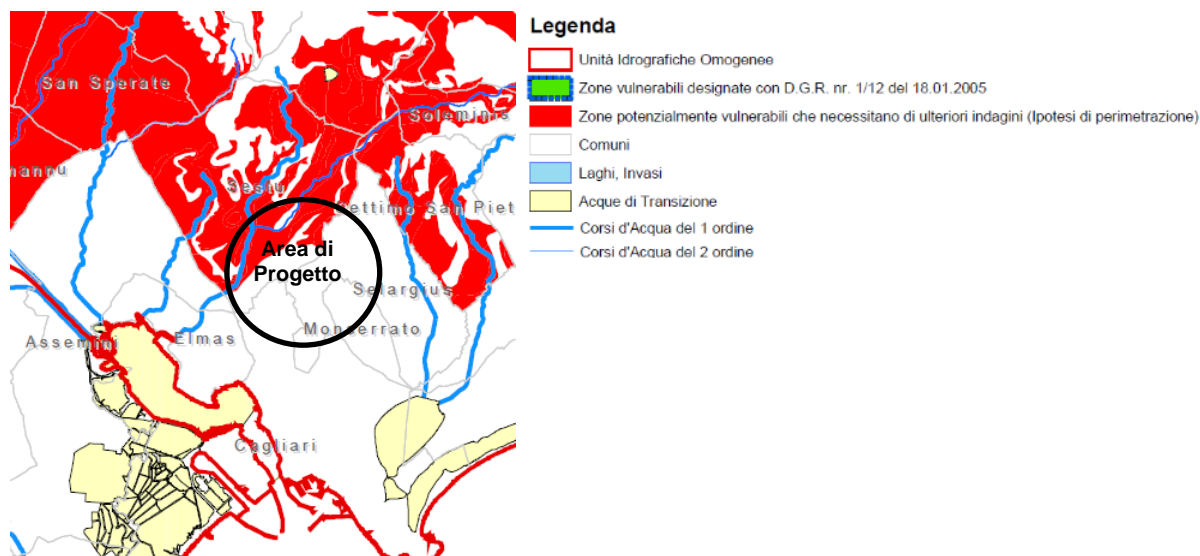 San Sperate
Soleminis
mannu
Sestu
Settimo San Piet
Area di
Progetto
Selargius
Monserrato
Elmas
Assemini
Cagliari
Legenda
Unità Idrografiche Omogenee
Zone vulnerabili designate con D.G.R. nr. 1/12 del 18.01.2005
Zone potenzialmente vulnerabili che necessitano di ulteriori indagini (Ipotesi di perimetrazione)
Comuni
Laghi, Invasi
Acque di Transizione
Corsi d'Acqua del 1 ordine
Corsi d'Acqua del 2 ordine